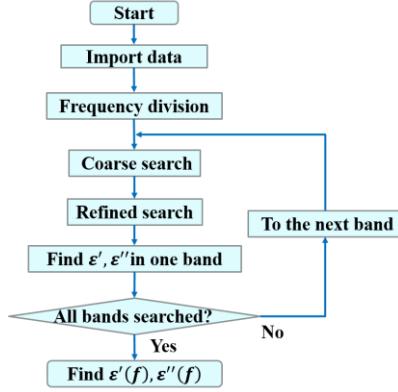 Start
Import data
Frequency division
Coarse search
Refined search
To the next band
Find ε′, ε″in one band
All bands searched?
No
Yes
Find ε′(f), ε″(f)